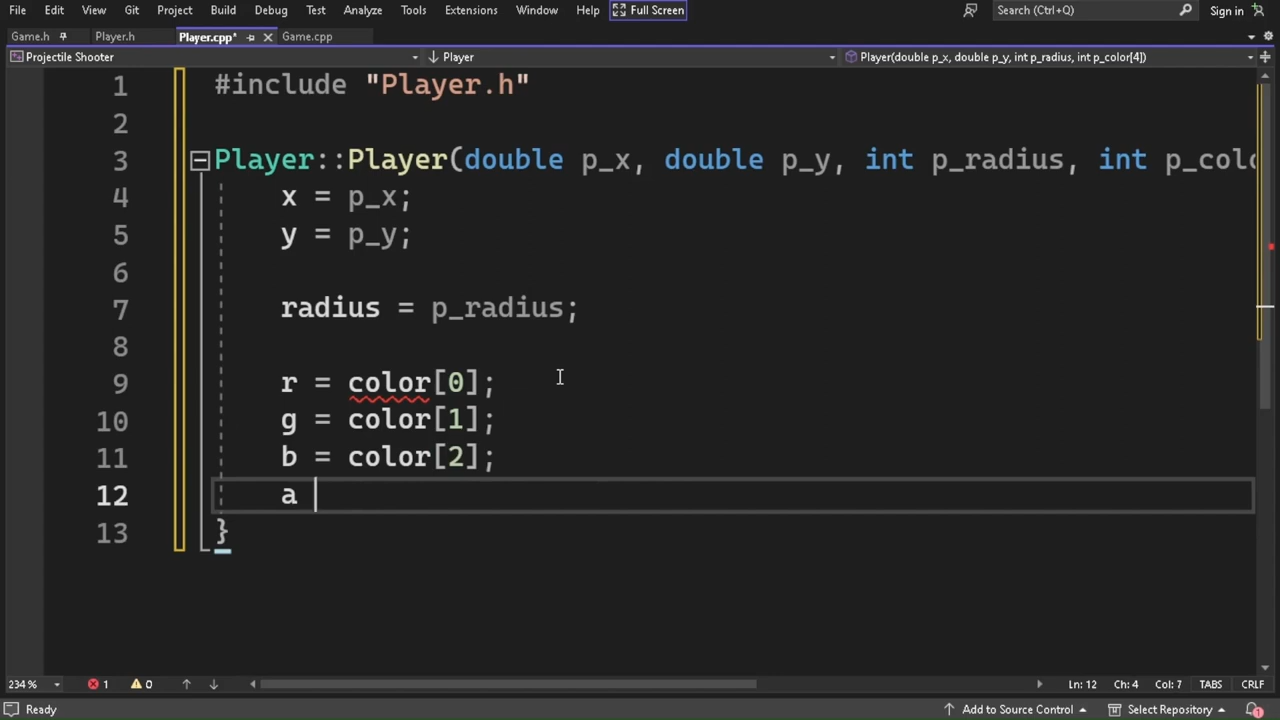 File Edit View Git Project Build Debug Test Analyze Tools Extensions Window Help Full Screen Search (Ctrl+Q) Sign in
Game.h Player.h Player.cpp* Game.cpp
Projectile Shooter Player Player(double p_x, double p_y, int p_radius, int p_color[4])
1 #include "Player.h"
2
3 Player::Player(double p_x, double p_y, int p_radius, int p_colo
4 x = p_x;
5 y = p_y;
6
7 radius = p_radius;
8
9 r = color[0];
10 g = color[1];
11 b = color[2];
12 a
13 }
234 % 1 0 Ln: 12 Ch: 4 Col: 7 TABS CRLF
Ready Add to Source Control Select Repository 1